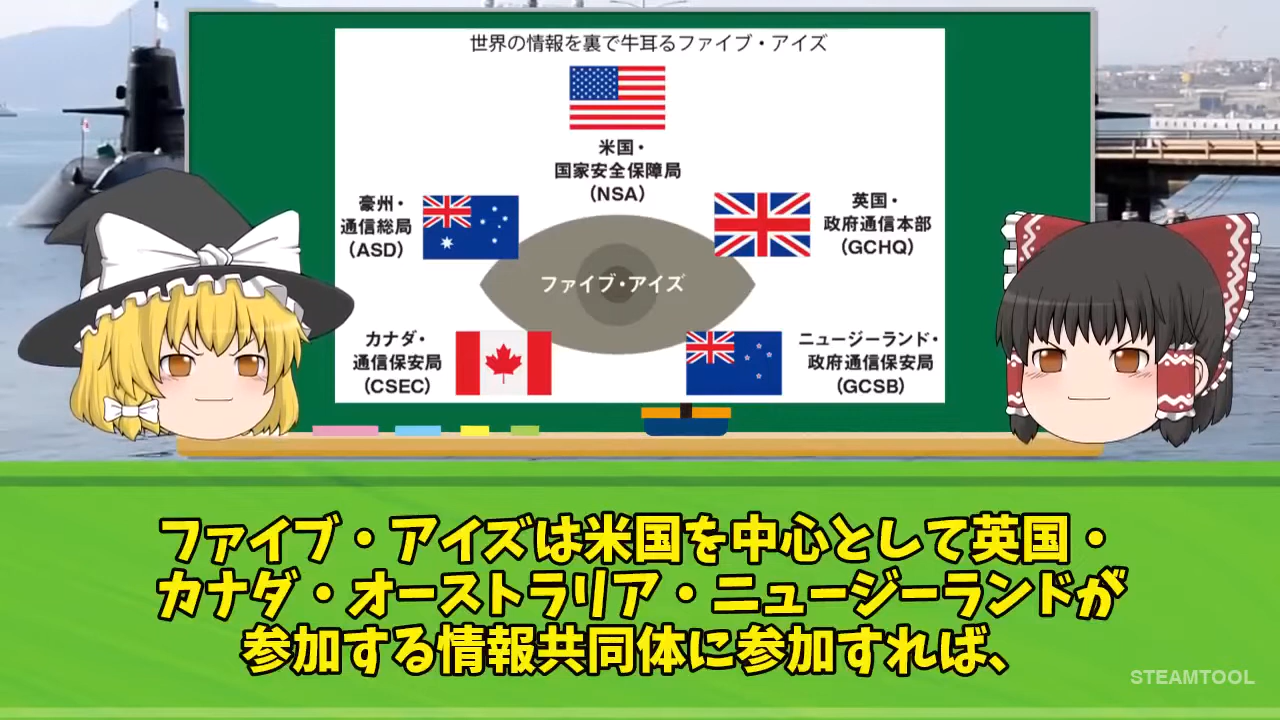 世界の情報を裏で牛耳るファイブ・アイズ
米国・
国家安全保障局
(NSA)
豪州・
通信総局
(ASD)
英国・
政府通信本部
(GCHQ)
ファイブ・アイズ
カナダ・
通信保安局
(CSEC)
ニュージーランド・
政府通信保安局
(GCSB)
ファイブ・アイズは米国を中心として英国・
カナダ・オーストラリア・ニュージーランドが
参加する情報共同体に参加すれば、
STEAMTOOL